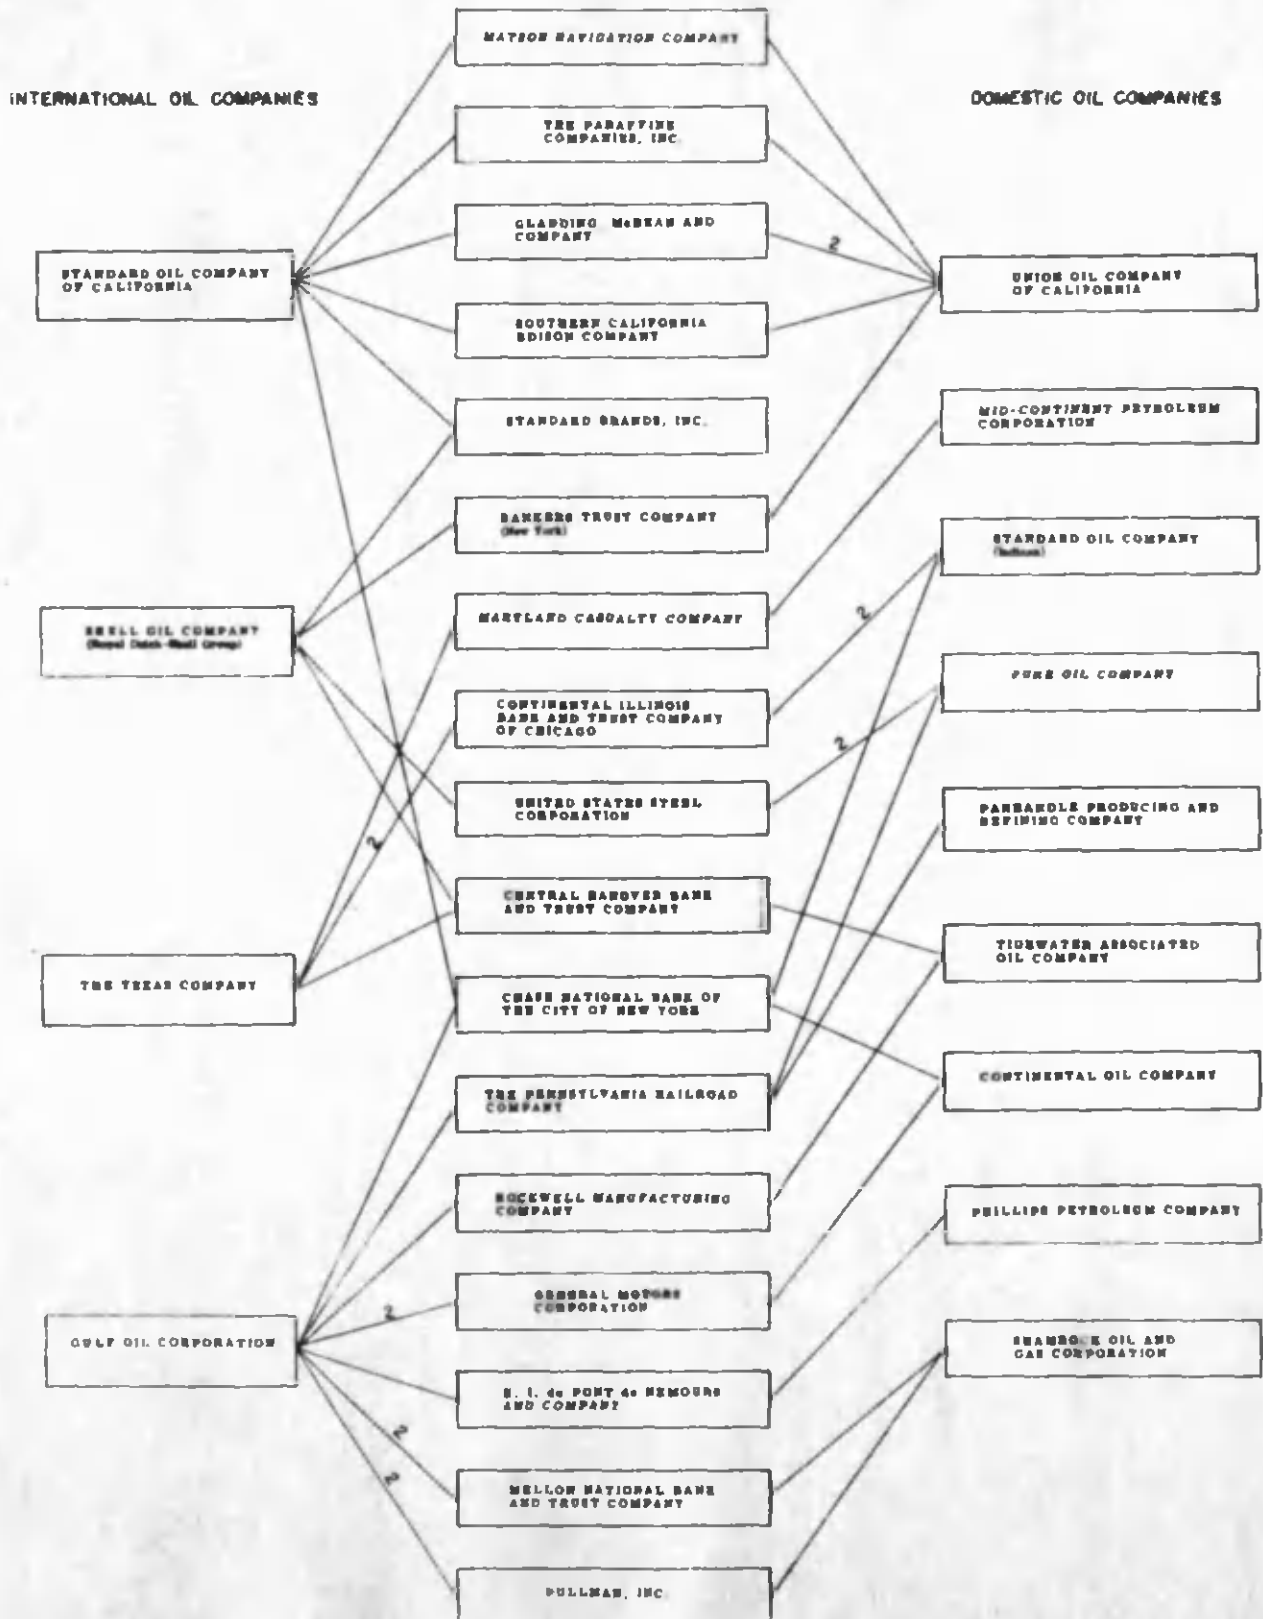 INTERNATIONAL OIL COMPANIES
STANDARD OIL COMPANY
OF CALIFORNIA
SHELL OIL COMPANY
(Royal Dutch-Shell Group)
THE TEXAS COMPANY
GULF OIL CORPORATION
MATSON NAVIGATION COMPANY
THE PARAFFINE
COMPANIES, INC.
GLADDING McBEAN AND
COMPANY
SOUTHERN CALIFORNIA
EDISON COMPANY
STANDARD BRANDS, INC.
BANKERS TRUST COMPANY
(New York)
MARYLAND CASUALTY COMPANY
CONTINENTAL ILLINOIS
BANK AND TRUST COMPANY
OF CHICAGO
UNITED STATES STEEL
CORPORATION
CENTRAL HANOVER BANK
AND TRUST COMPANY
CHASE NATIONAL BANK OF
THE CITY OF NEW YORK
THE PENNSYLVANIA RAILROAD
COMPANY
ROCKWELL MANUFACTURING
COMPANY
GENERAL MOTORS
CORPORATION
E. I. du PONT de NEMOURS
AND COMPANY
MELLON NATIONAL BANK
AND TRUST COMPANY
PULLMAN, INC.
DOMESTIC OIL COMPANIES
UNION OIL COMPANY
OF CALIFORNIA
MID-CONTINENT PETROLEUM
CORPORATION
STANDARD OIL COMPANY
(Indiana)
PURE OIL COMPANY
PANHANDLE PRODUCING AND
REFINING COMPANY
TIDEWATER ASSOCIATED
OIL COMPANY
CONTINENTAL OIL COMPANY
PHILLIPS PETROLEUM COMPANY
SHAMROCK OIL AND
GAS CORPORATION
2
2
2
2
2
2
2